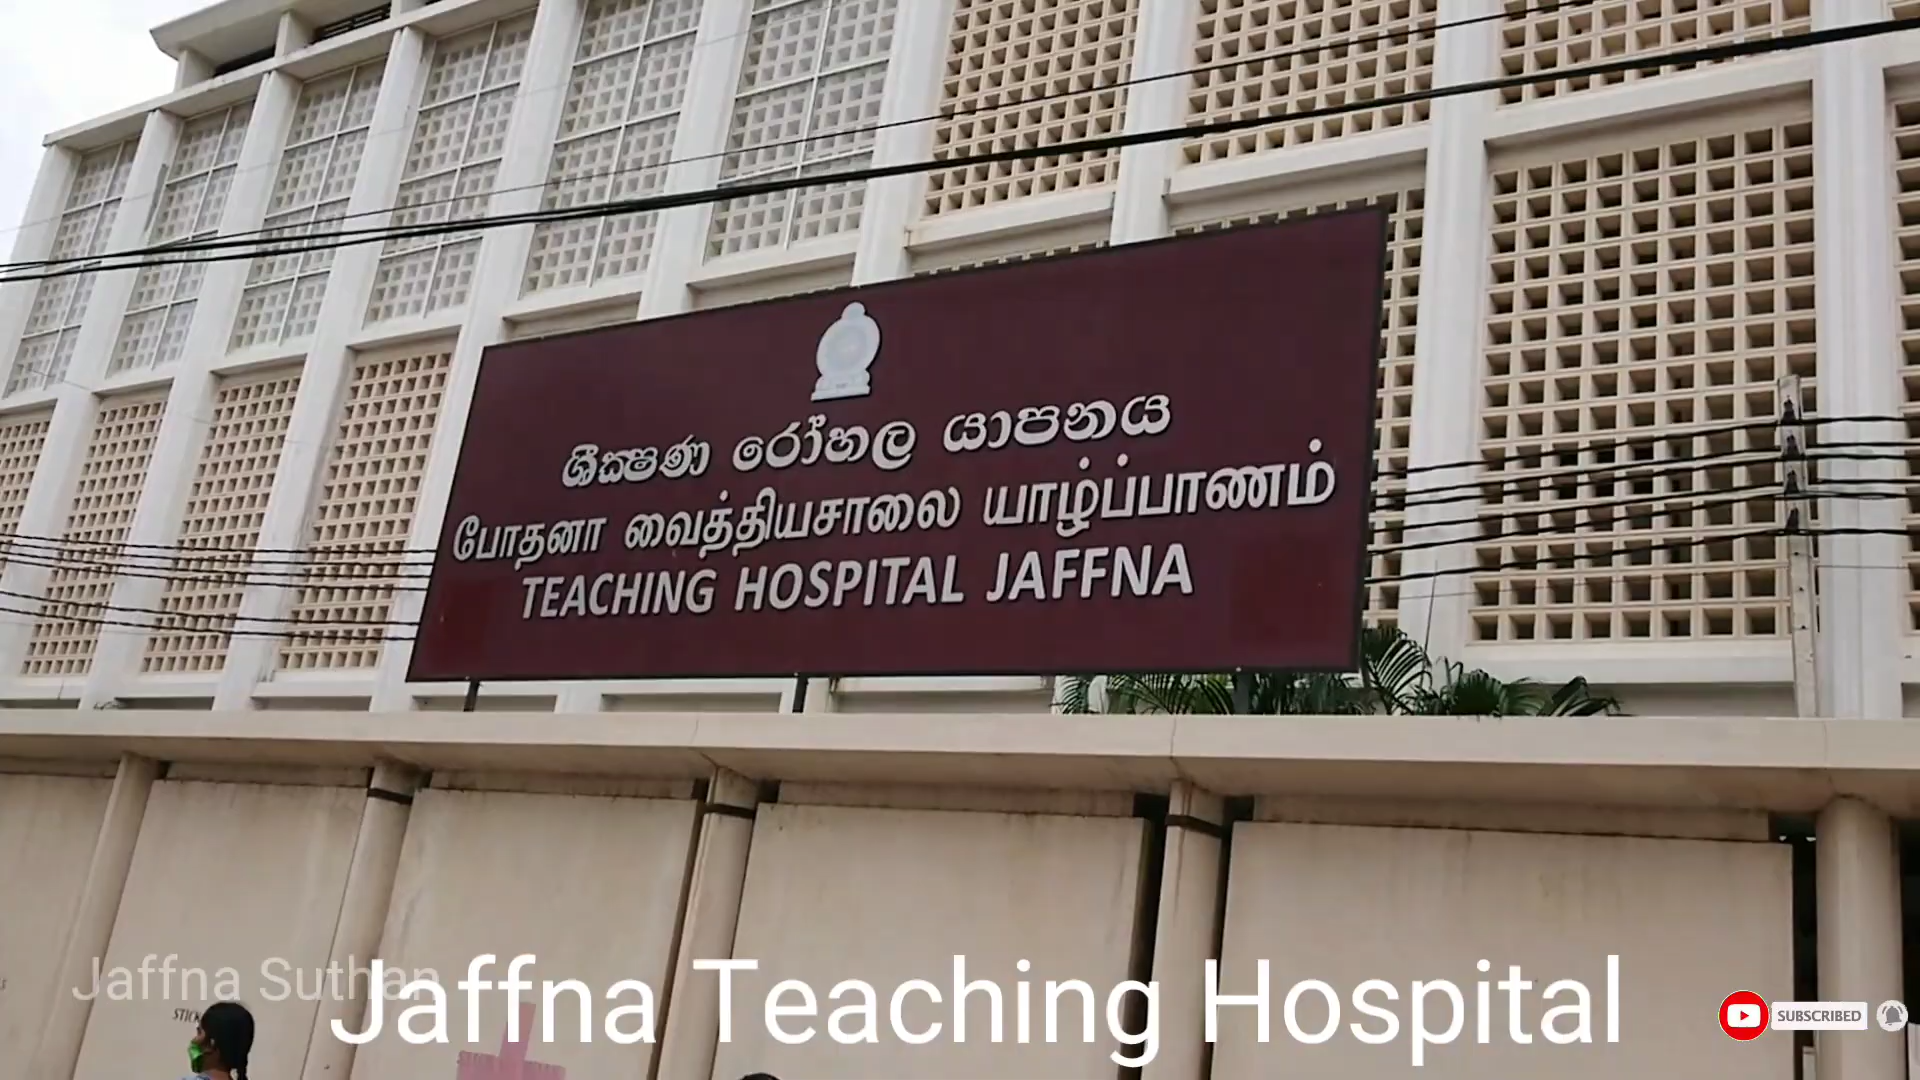 ශීක්‍ෂණ රෝහල යාපනය
போதனா வைத்தியசாலை யாழ்ப்பாணம்
TEACHING HOSPITAL JAFFNA
Jaffna Suthan
Jaffna Teaching Hospital
SUBSCRIBED